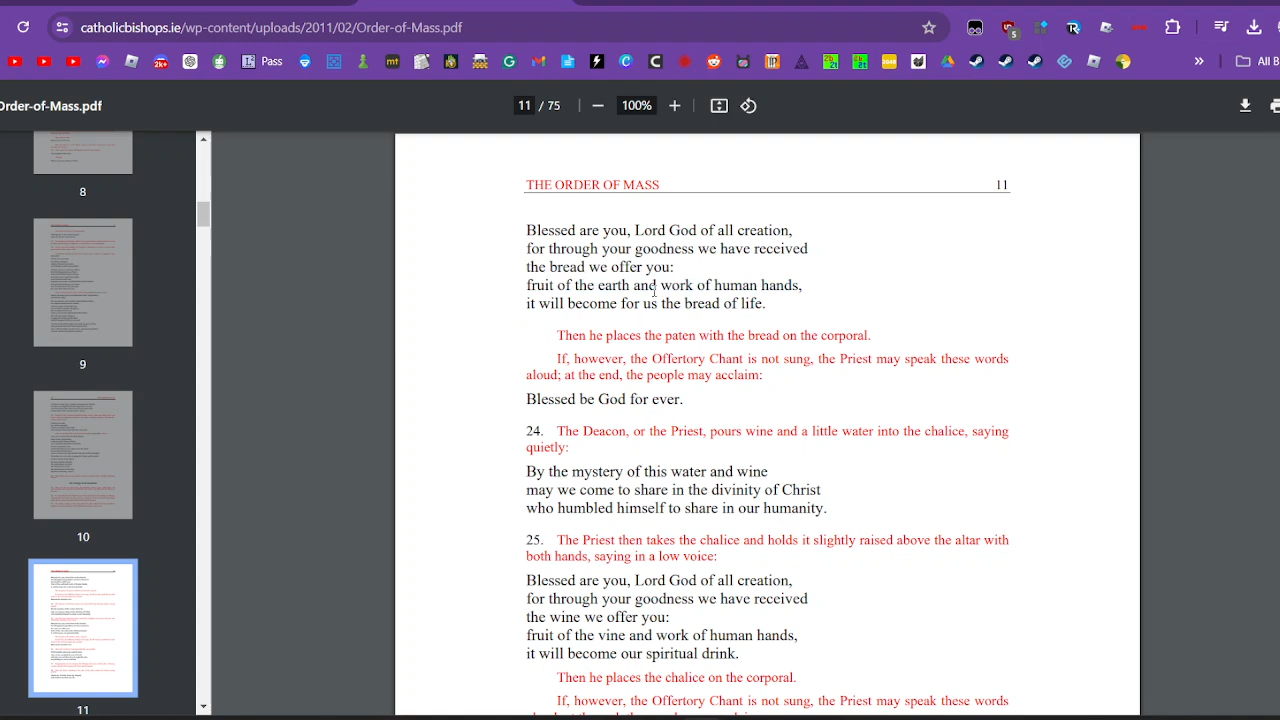 catholicbishops.ie/wp-content/uploads/2011/02/Order-of-Mass.pdf
5
2k+
Pass
mt
»
All B
Order-of-Mass.pdf
11 / 75
100%
8
9
10
11
THE ORDER OF MASS 11
Blessed are you, Lord God of all creation,
for through your goodness we have received
the bread we offer you:
fruit of the earth and work of human hands,
it will become for us the bread of life.
Then he places the paten with the bread on the corporal.
If, however, the Offertory Chant is not sung, the Priest may speak these words
aloud; at the end, the people may acclaim:
Blessed be God for ever.
24. The Deacon, or the Priest, pours wine and a little water into the chalice, saying
quietly:
By the mystery of this water and wine
may we come to share in the divinity of Christ
who humbled himself to share in our humanity.
25. The Priest then takes the chalice and holds it slightly raised above the altar with
both hands, saying in a low voice:
Blessed are you, Lord God of all creation,
for through your goodness we have received
the wine we offer you:
fruit of the vine and work of human hands,
it will become our spiritual drink.
Then he places the chalice on the corporal.
If, however, the Offertory Chant is not sung, the Priest may speak these words